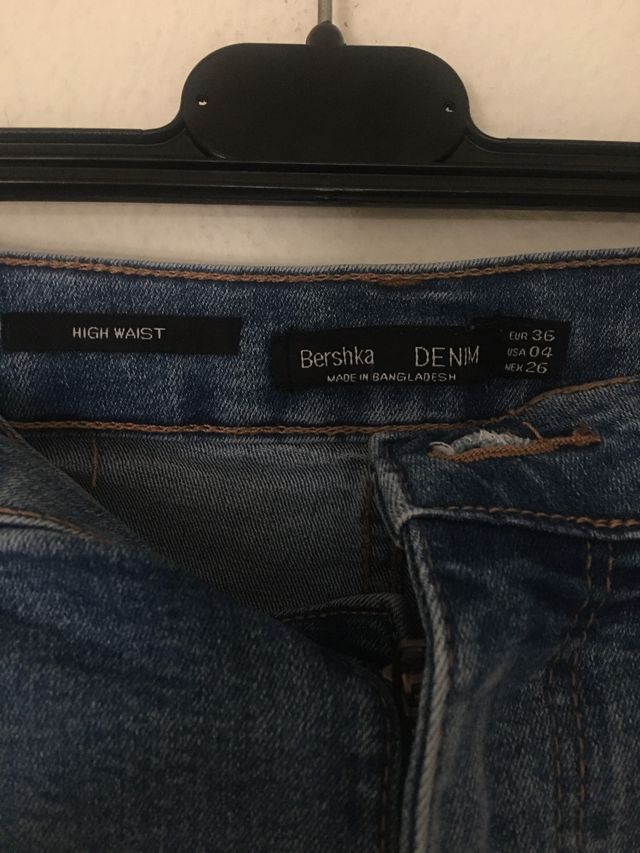 HIGH WAIST
Bershka DENIM
MADE IN BANGLADESH
EUR 36
USA 04
MEX 26